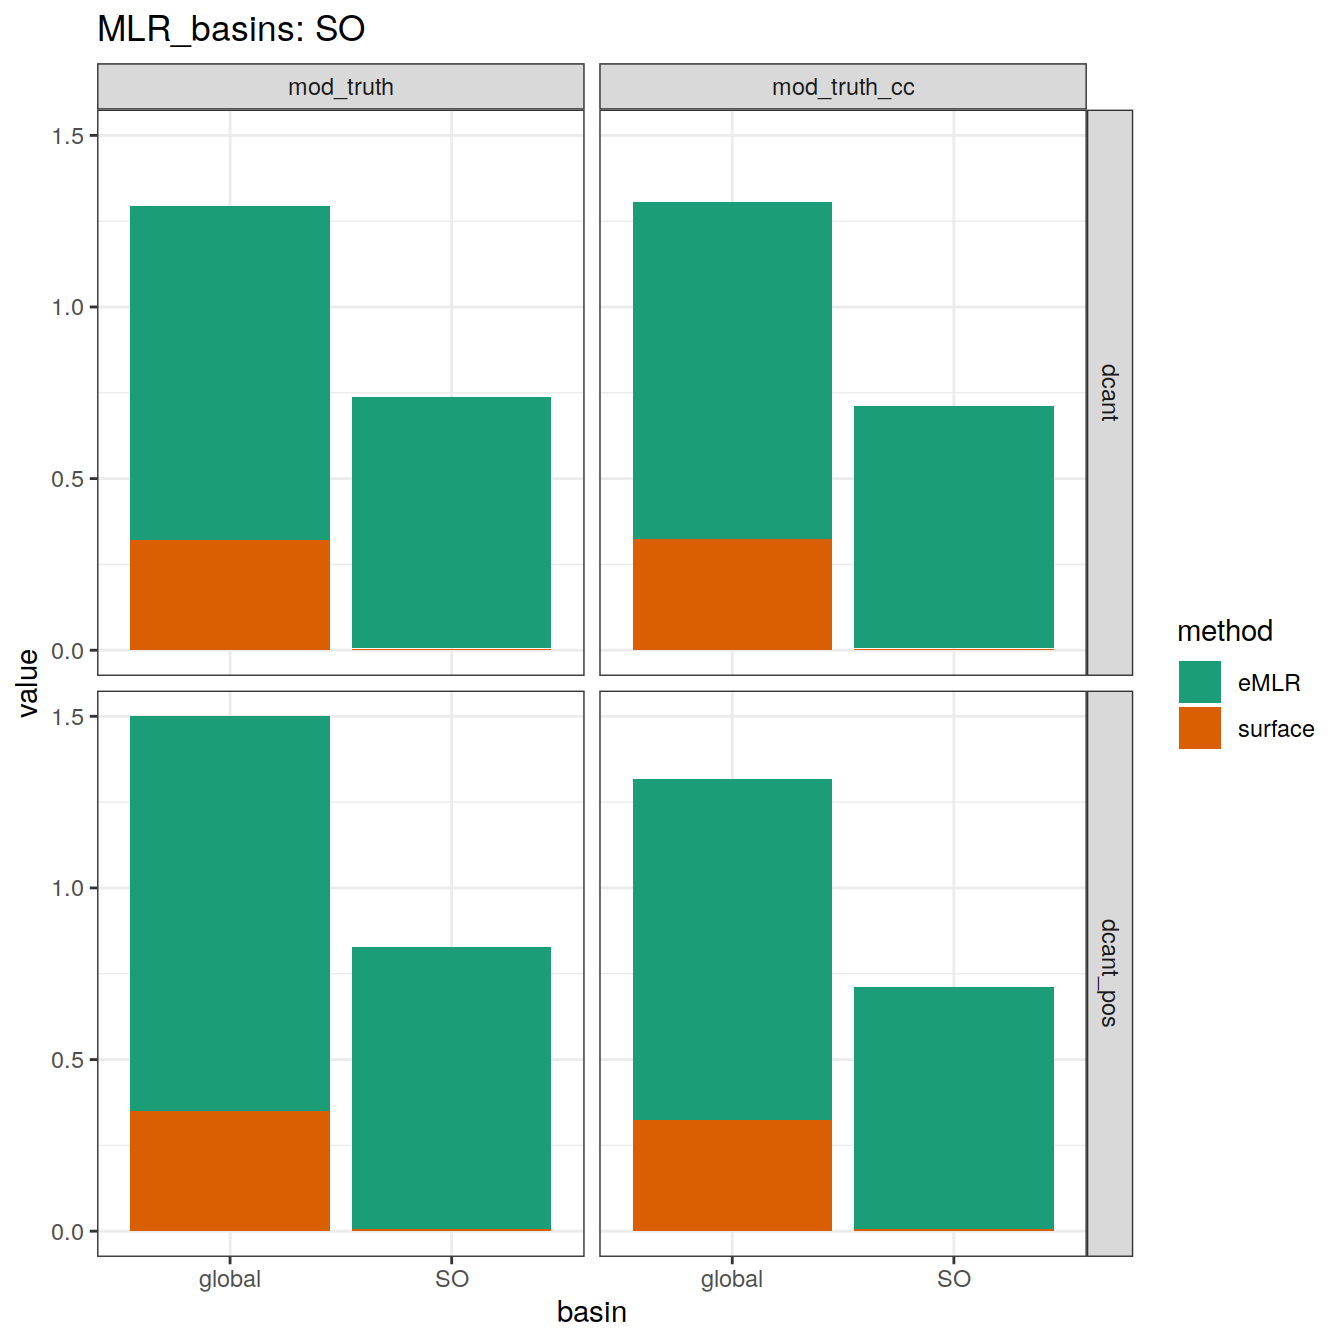 MLR_basins: SO
mod_truth
mod_truth_cc
1.5
1.0
0.5
0.0
dcant
value
1.5
1.0
0.5
0.0
dcant_pos
global
SO
global
SO
basin
method
eMLR
surface